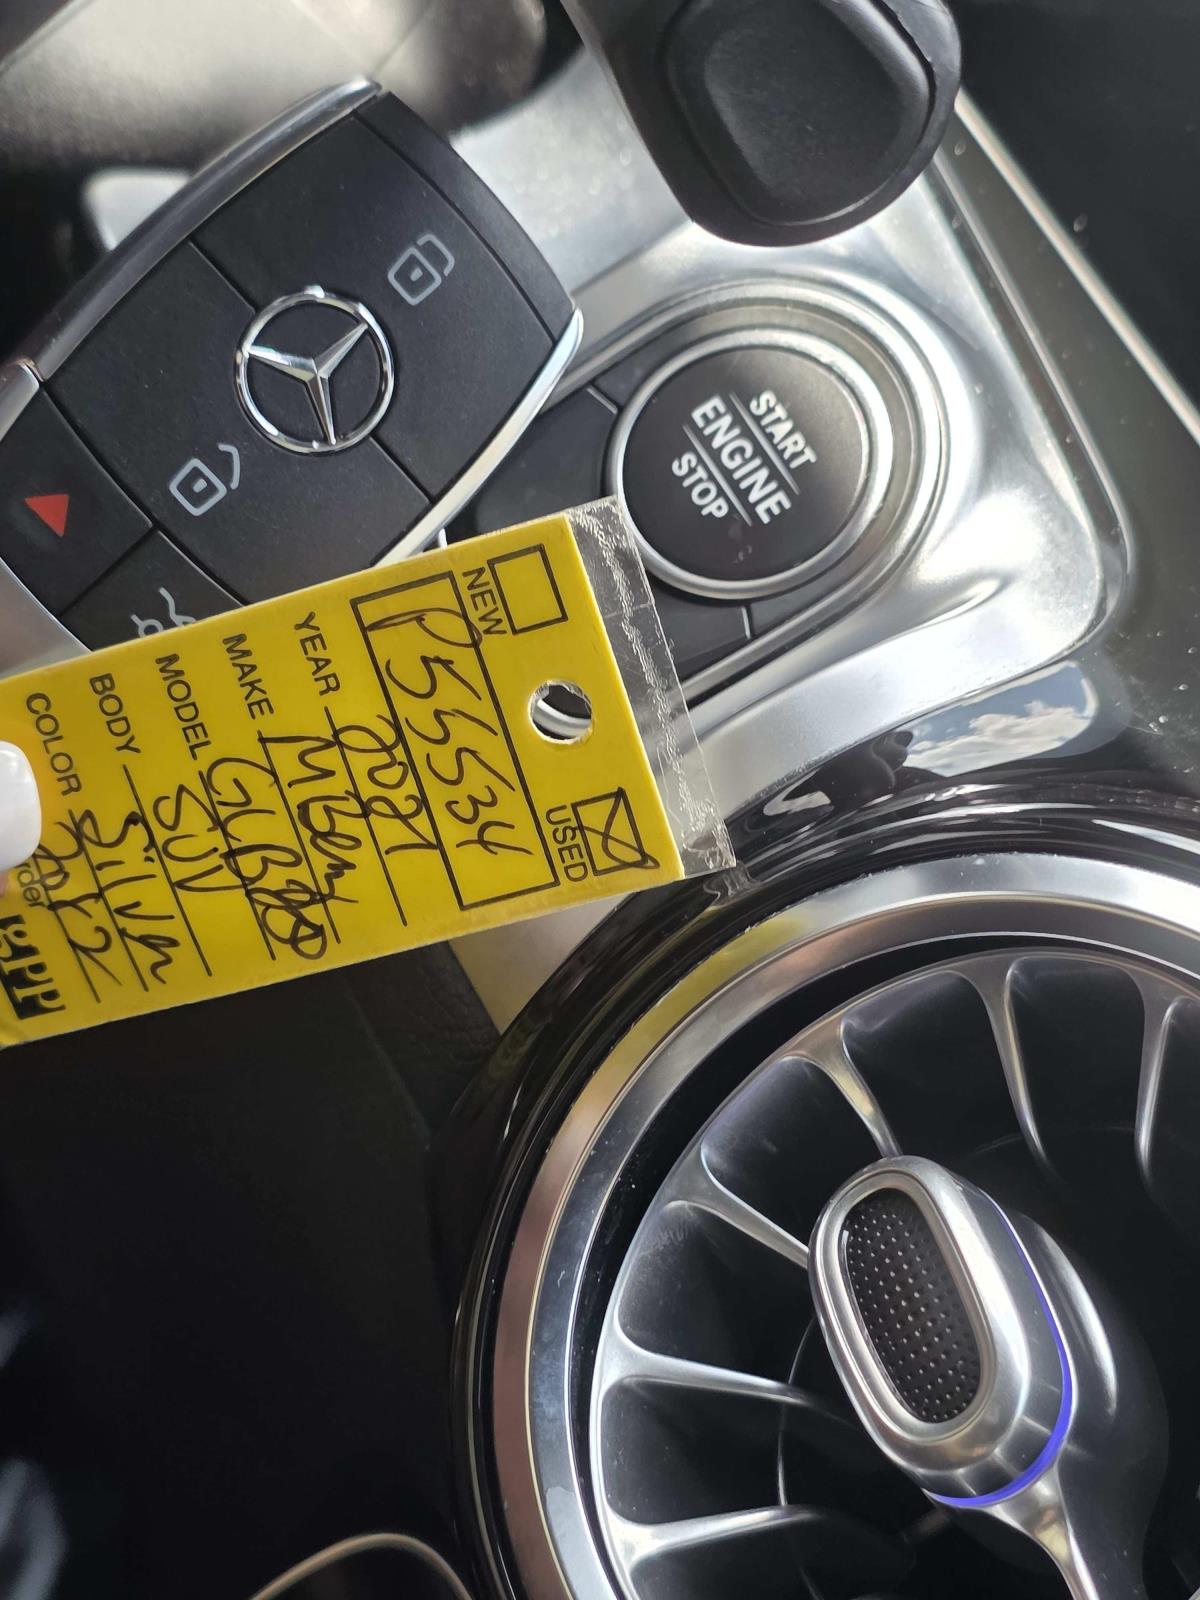 START
ENGINE
STOP
NEW
USED
P55534
YEAR 2021
MAKE MBenz
MODEL GLB250
BODY SUV
COLOR Silver